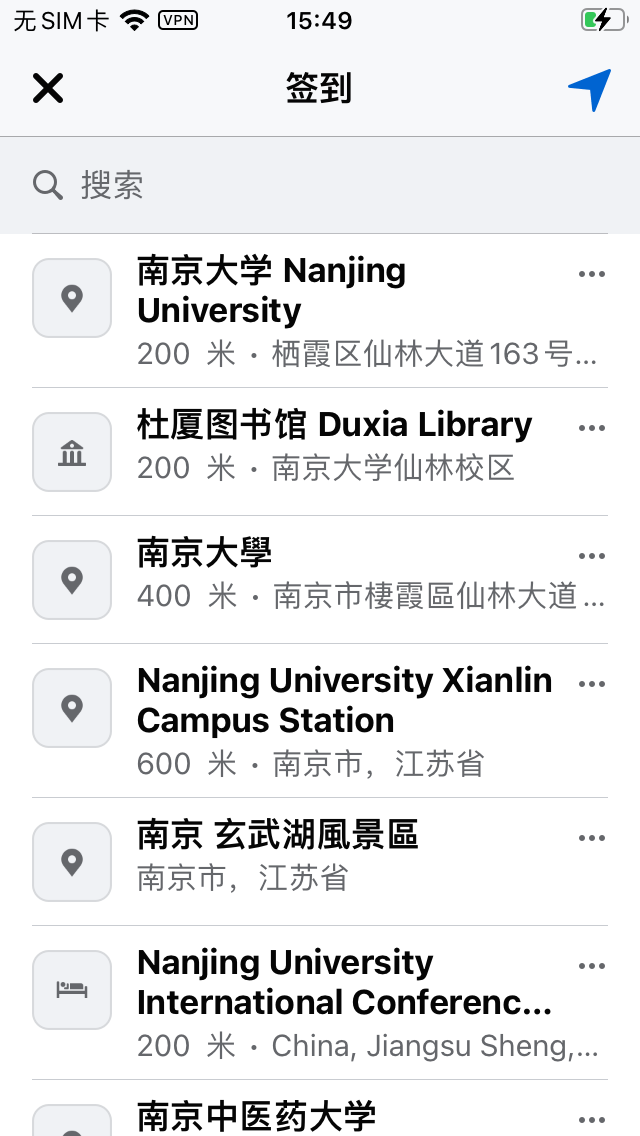 无SIM卡 VPN 15:49
签到
搜索
南京大学 Nanjing
University
200 米 · 栖霞区仙林大道163号...
杜厦图书馆 Duxia Library
200 米 · 南京大学仙林校区
南京大學
400 米 · 南京市棲霞區仙林大道...
Nanjing University Xianlin
Campus Station
600 米 · 南京市，江苏省
南京 玄武湖風景區
南京市，江苏省
Nanjing University
International Conferenc...
200 米 · China, Jiangsu Sheng,...
南京中医药大学